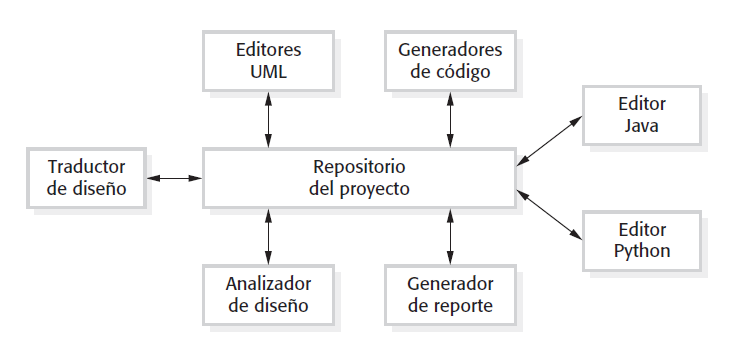 Editores
UML
Generadores
de código
Editor
Java
Traductor
de diseño
Repositorio
del proyecto
Editor
Python
Analizador
de diseño
Generador
de reporte